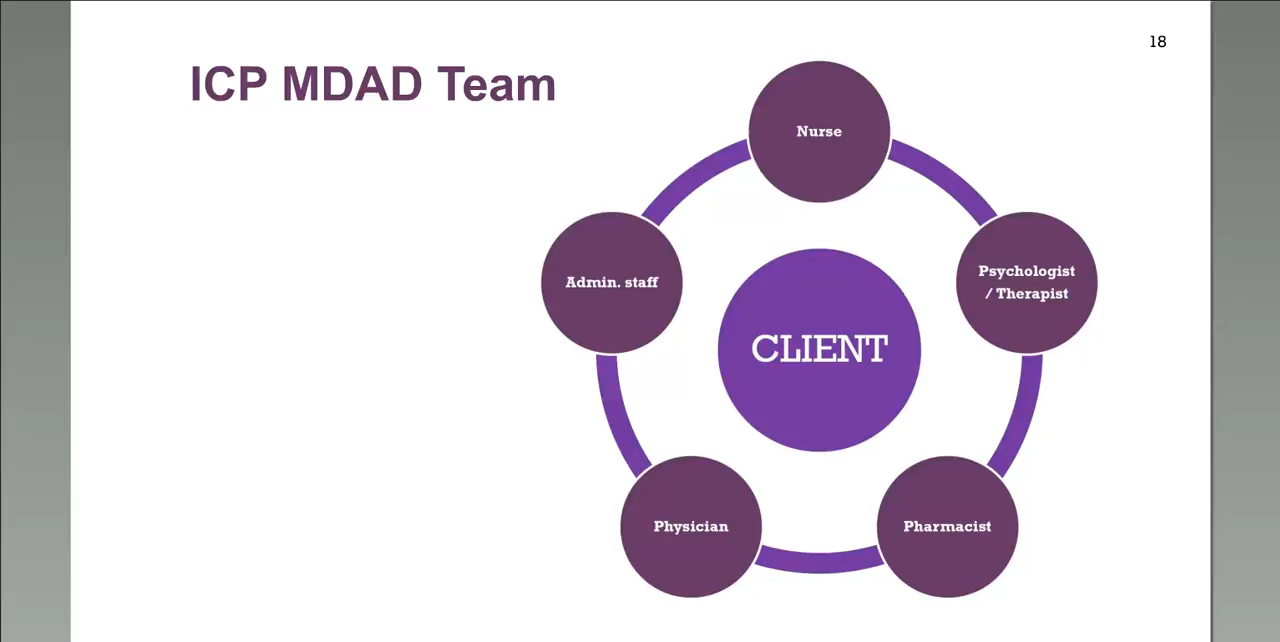 18
ICP MDAD Team
Nurse
Psychologist
/ Therapist
Admin. staff
CLIENT
Physician
Pharmacist